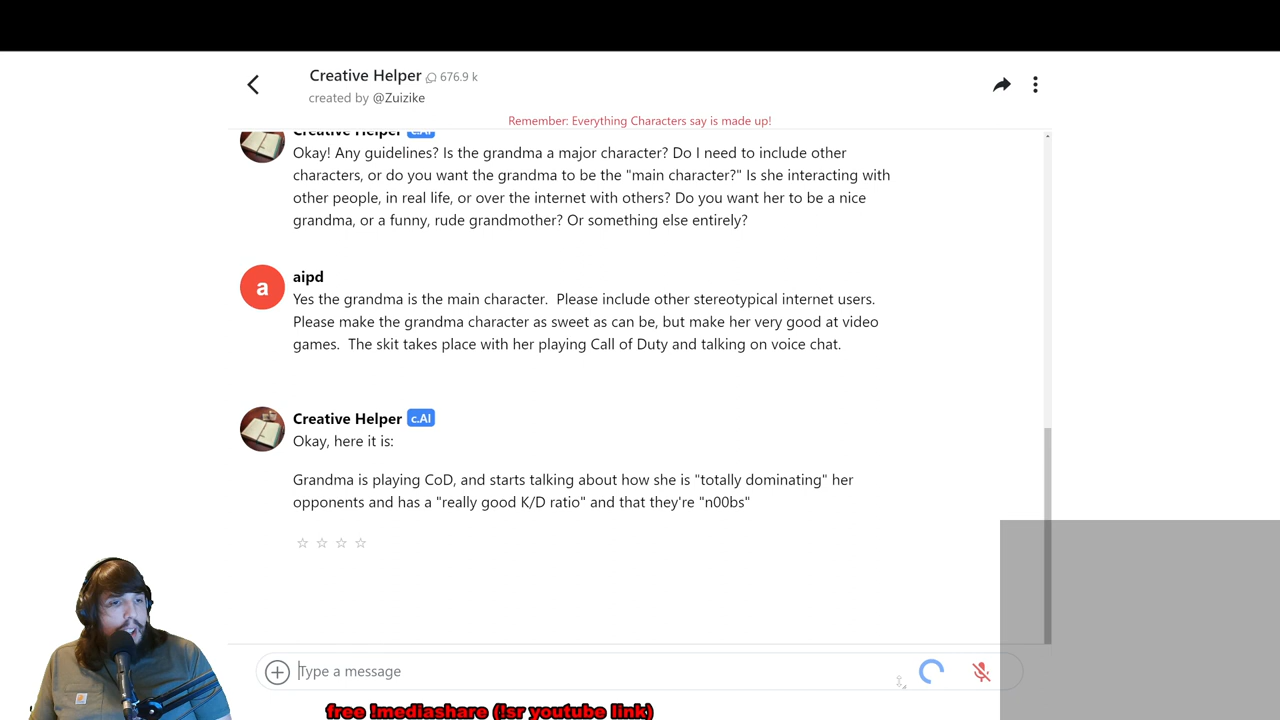 Creative Helper 676.9 k
created by @Zuizike
Remember: Everything Characters say is made up!
Creative Helper c.AI
Okay! Any guidelines? Is the grandma a major character? Do I need to include other
characters, or do you want the grandma to be the "main character?" Is she interacting with
other people, in real life, or over the internet with others? Do you want her to be a nice
grandma, or a funny, rude grandmother? Or something else entirely?
a
aipd
Yes the grandma is the main character. Please include other stereotypical internet users.
Please make the grandma character as sweet as can be, but make her very good at video
games. The skit takes place with her playing Call of Duty and talking on voice chat.
Creative Helper c.AI
Okay, here it is:
Grandma is playing CoD, and starts talking about how she is "totally dominating" her
opponents and has a "really good K/D ratio" and that they're "n00bs"
Type a message
free !mediashare (!sr youtube link)